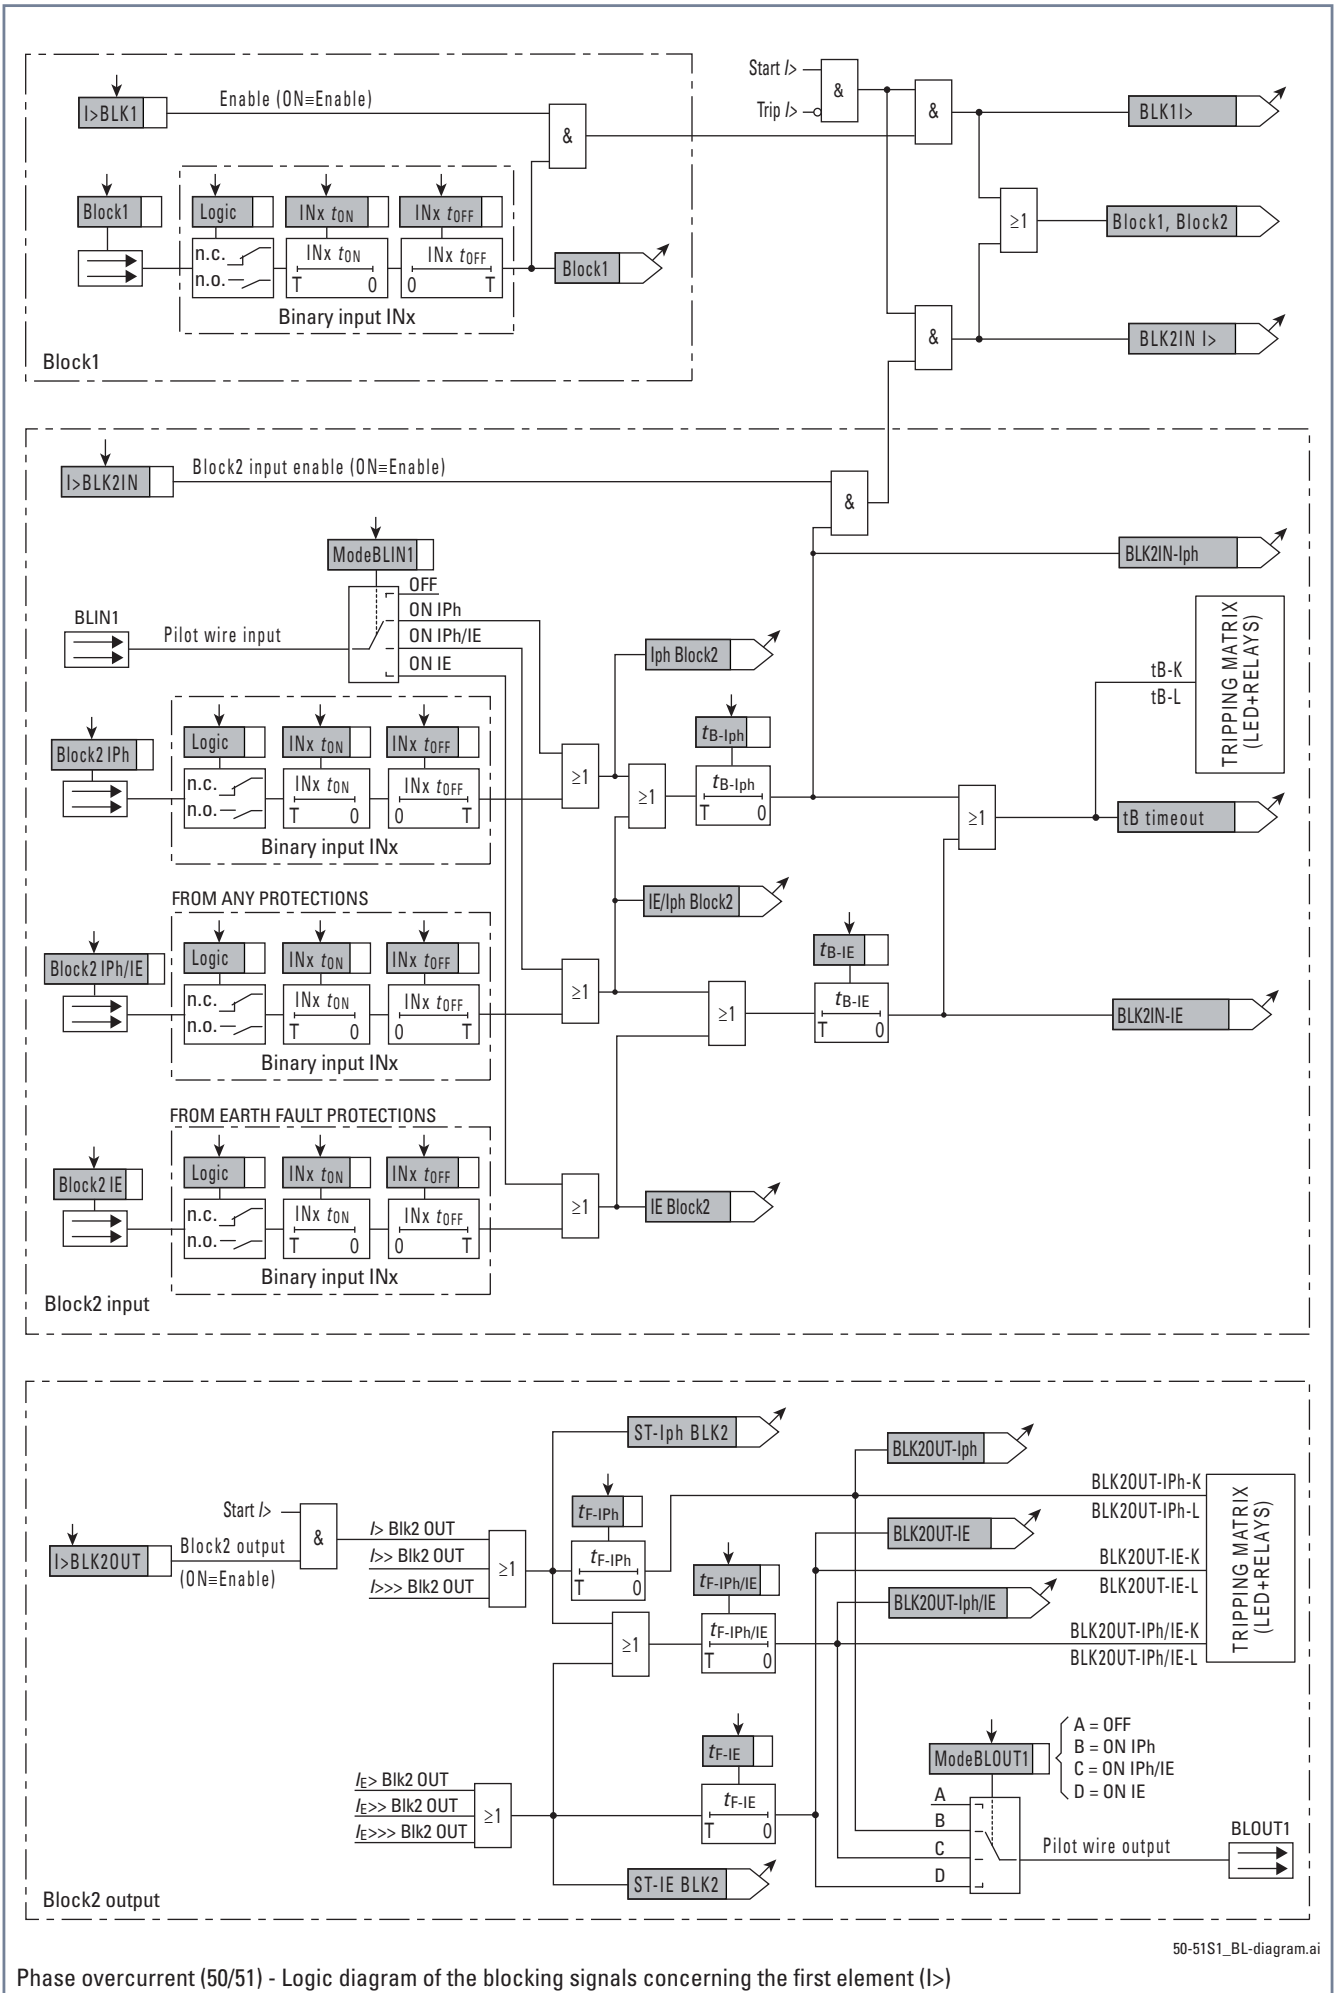 Start I>
Trip I>
&
&
BLK1I>
I>BLK1
Enable (ON≡Enable)
&
Block1
Logic
INx tON
INx tOFF
n.c.
n.o.
INx tON
T 0
INx tOFF
0 T
Binary input INx
Block1
Block1
≥1
Block1, Block2
&
BLK2IN I>
I>BLK2IN
Block2 input enable (ON≡Enable)
&
BLK2IN-Iph
ModeBLIN1
OFF
ON IPh
ON IPh/IE
ON IE
BLIN1
Pilot wire input
Iph Block2
TRIPPING MATRIX
(LED+RELAYS)
tB-K
tB-L
Block2 IPh
Logic
INx tON
INx tOFF
n.c.
n.o.
INx tON
T 0
INx tOFF
0 T
Binary input INx
≥1
≥1
tB-Iph
tB-Iph
T 0
≥1
tB timeout
IE/Iph Block2
FROM ANY PROTECTIONS
Block2 IPh/IE
Logic
INx tON
INx tOFF
n.c.
n.o.
INx tON
T 0
INx tOFF
0 T
Binary input INx
≥1
≥1
tB-IE
tB-IE
T 0
BLK2IN-IE
FROM EARTH FAULT PROTECTIONS
Block2 IE
Logic
INx tON
INx tOFF
n.c.
n.o.
INx tON
T 0
INx tOFF
0 T
Binary input INx
≥1
IE Block2
Block2 input
ST-Iph BLK2
BLK2OUT-Iph
Start I>
I>BLK2OUT
Block2 output
(ON≡Enable)
&
I> Blk2 OUT
I>> Blk2 OUT
I>>> Blk2 OUT
≥1
tF-IPh
tF-IPh
T 0
BLK2OUT-IPh-K
BLK2OUT-IPh-L
BLK2OUT-IE
BLK2OUT-IE-K
BLK2OUT-IE-L
BLK2OUT-Iph/IE
BLK2OUT-IPh/IE-K
BLK2OUT-IPh/IE-L
TRIPPING MATRIX
(LED+RELAYS)
≥1
tF-IPh/IE
tF-IPh/IE
T 0
IE> Blk2 OUT
IE>> Blk2 OUT
IE>>> Blk2 OUT
≥1
tF-IE
tF-IE
T 0
ModeBLOUT1
A = OFF
B = ON IPh
C = ON IPh/IE
D = ON IE
A
B
C
D
Pilot wire output
BLOUT1
ST-IE BLK2
Block2 output
50-51S1_BL-diagram.ai
Phase overcurrent (50/51) - Logic diagram of the blocking signals concerning the first element (I>)